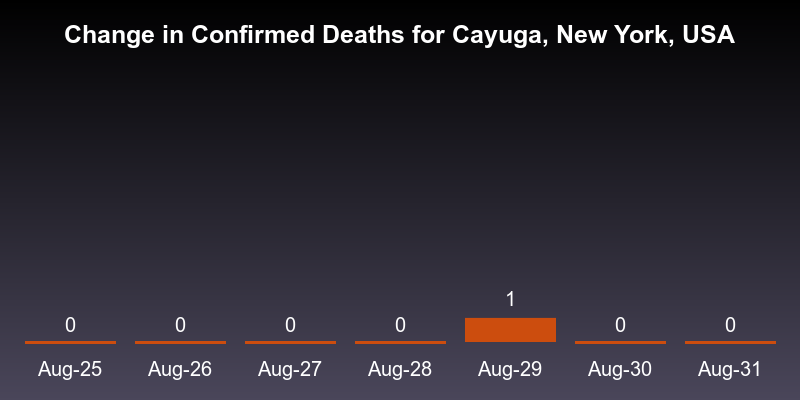 Change in Confirmed Deaths for Cayuga, New York, USA
0 0 0 0 1 0 0
Aug-25 Aug-26 Aug-27 Aug-28 Aug-29 Aug-30 Aug-31